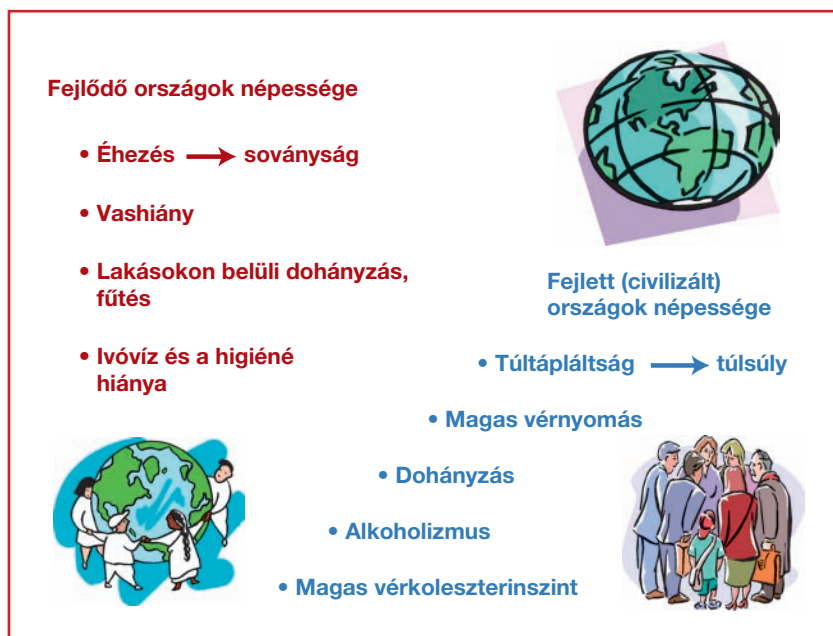 Fejlődő országok népessége
• Éhezés → soványság
• Vashiány
• Lakásokon belüli dohányzás,
fűtés
• Ivóvíz és a higiéné
hiánya
Fejlett (civilizált)
országok népessége
• Túltápláltság → túlsúly
• Magas vérnyomás
• Dohányzás
• Alkoholizmus
• Magas vérkoleszterinszint